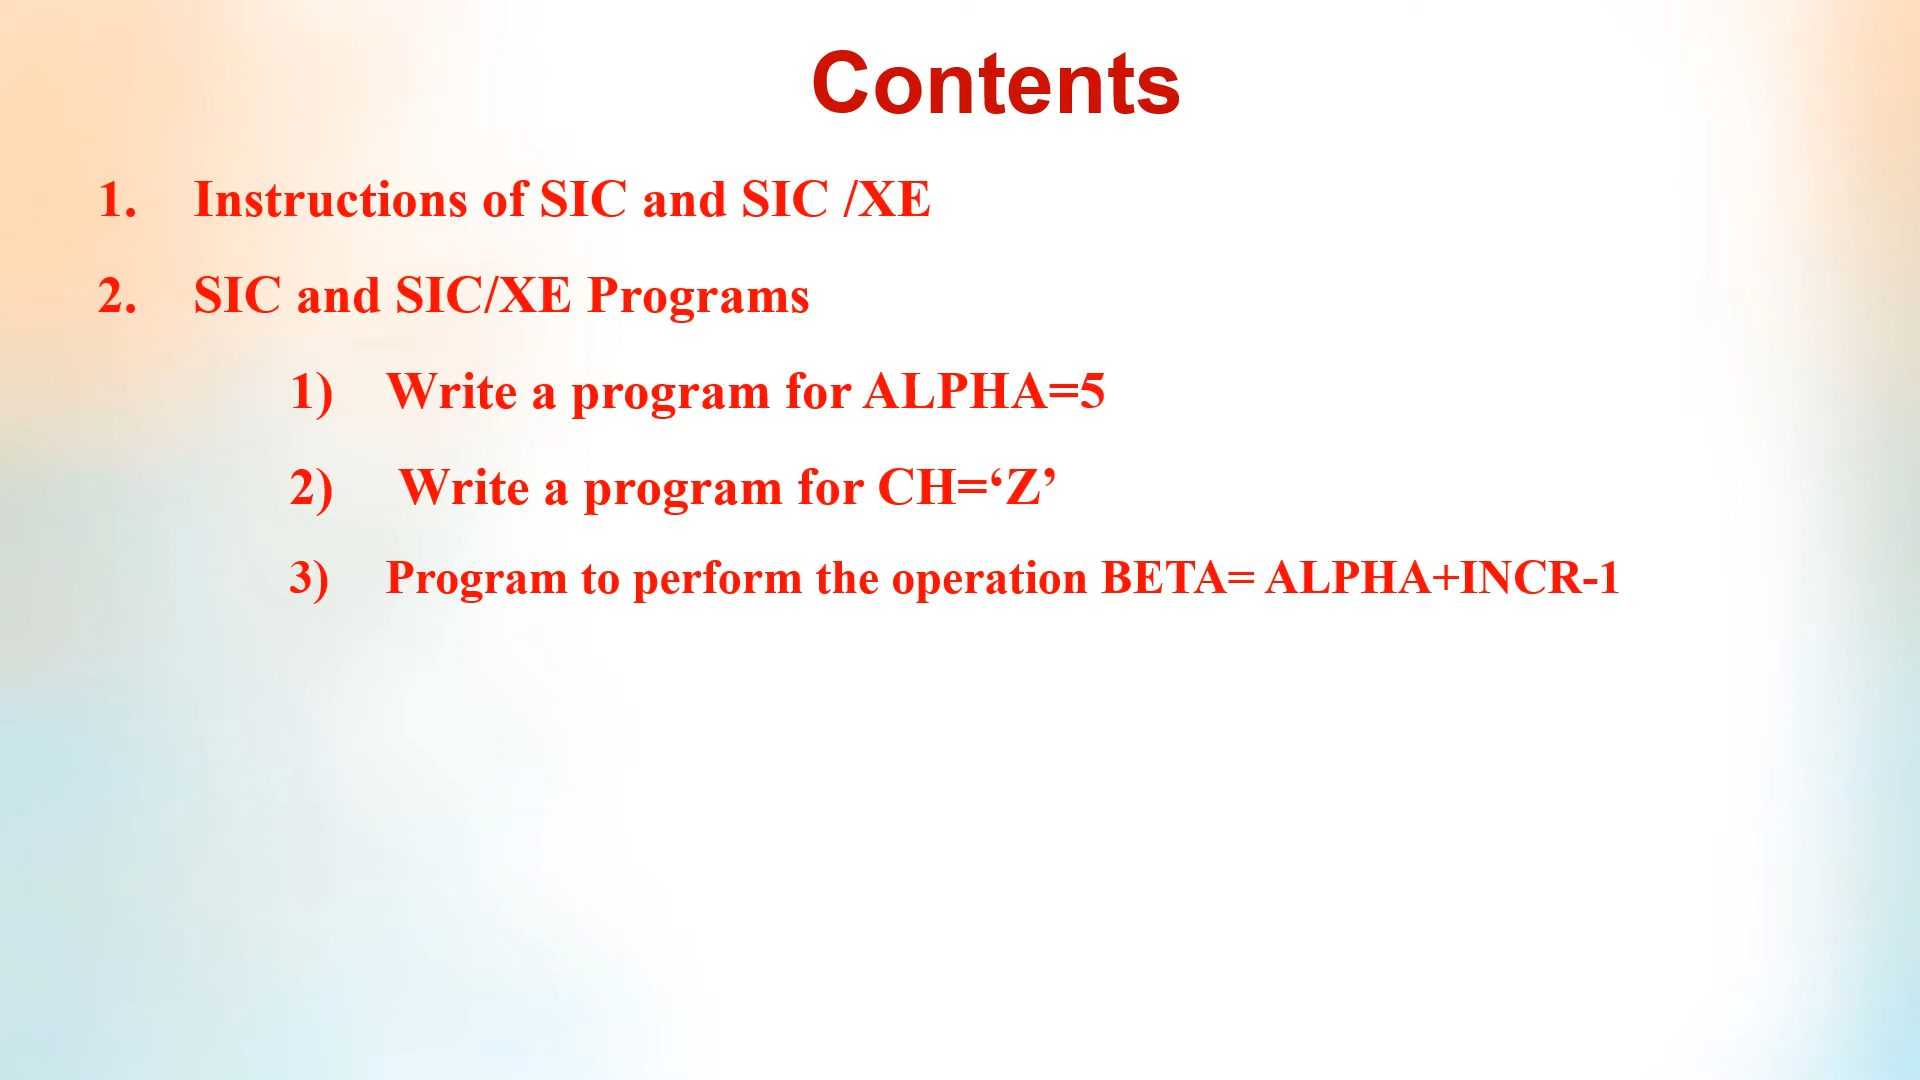 Contents
1. Instructions of SIC and SIC /XE
2. SIC and SIC/XE Programs
1) Write a program for ALPHA=5
2) Write a program for CH=‘Z’
3) Program to perform the operation BETA= ALPHA+INCR-1